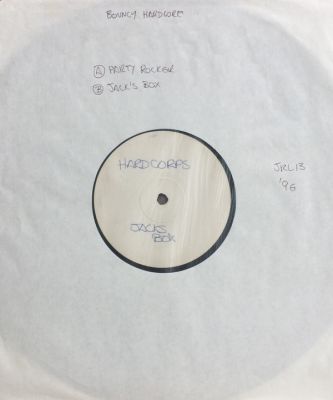 BOUNCY HARDCORE
Ⓐ PARTY ROCKER
Ⓑ JACK'S BOX
HARDCORPS
JACKS
BOX
JRL13
'96